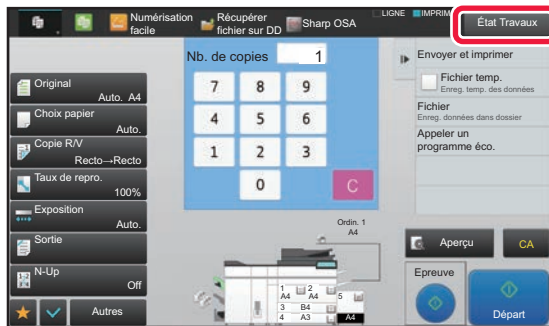 Numérisation
facile
Récupérer
fichier sur DD
Sharp OSA
LIGNE
IMPRIM
État Travaux
Nb. de copies
1
Original
Auto. A4
Choix papier
Auto.
Copie R/V
Recto→Recto
Taux de repro.
100%
Exposition
Auto.
Sortie
N-Up
Off
Autres
7 8 9
4 5 6
1 2 3
0 C
Ordin. 1
A4
1 A4
2 A4
3 B4
4 A3
5
A4
Envoyer et imprimer
Fichier temp.
Enreg. temp. des données
Fichier
Enreg. données dans dossier
Appeler un
programme éco.
Aperçu
CA
Epreuve
Départ